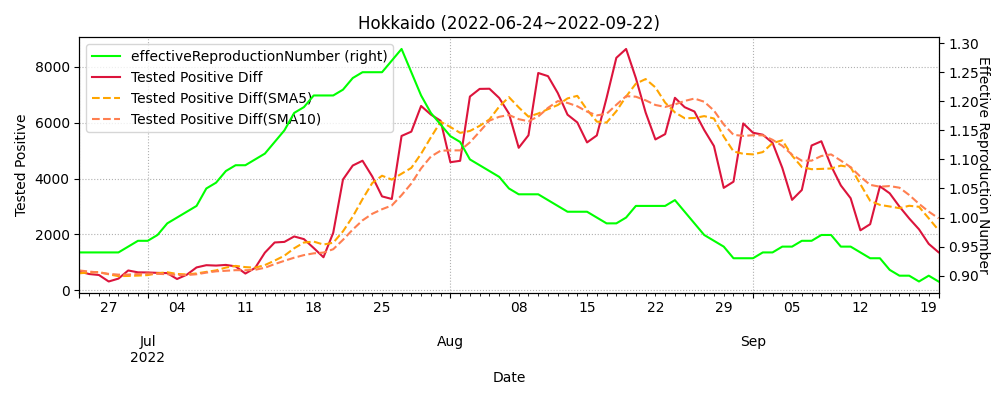 Hokkaido (2022-06-24~2022-09-22)
effectiveReproductionNumber (right)
Tested Positive Diff
Tested Positive Diff(SMA5)
Tested Positive Diff(SMA10)
Tested Positive
8000
6000
4000
2000
0
1.30
1.25
1.20
1.15
1.10
1.05
1.00
0.95
0.90
Effective Reproduction Number
27 04 11 18 25 08 15 22 29 05 12 19
Jul Aug Sep
2022
Date